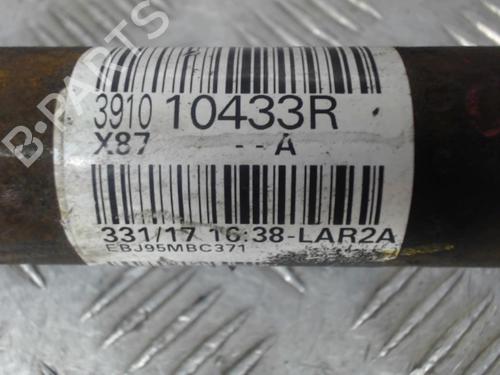 B-PARTS
3910 10433R
X87 -- A
331/17 16:38-LAR2A
EBJ95MBC371